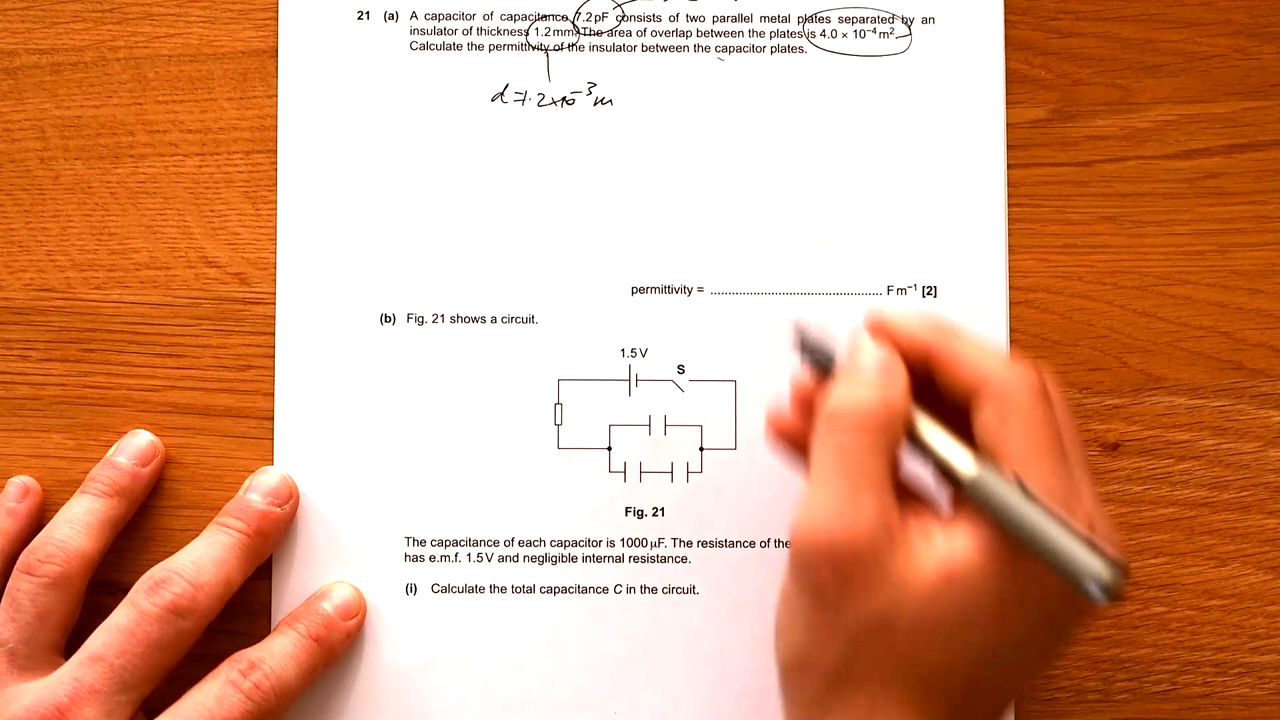 21 (a) A capacitor of capacitance 7.2 pF consists of two parallel metal plates separated by an
insulator of thickness 1.2 mm. The area of overlap between the plates is 4.0 × 10⁻⁴ m².
Calculate the permittivity of the insulator between the capacitor plates.
d=1.2×10⁻³m
permittivity = ................................................ F m⁻¹ [2]
(b) Fig. 21 shows a circuit.
1.5 V
S
Fig. 21
The capacitance of each capacitor is 1000 μF. The resistance of the
has e.m.f. 1.5 V and negligible internal resistance.
(i) Calculate the total capacitance C in the circuit.